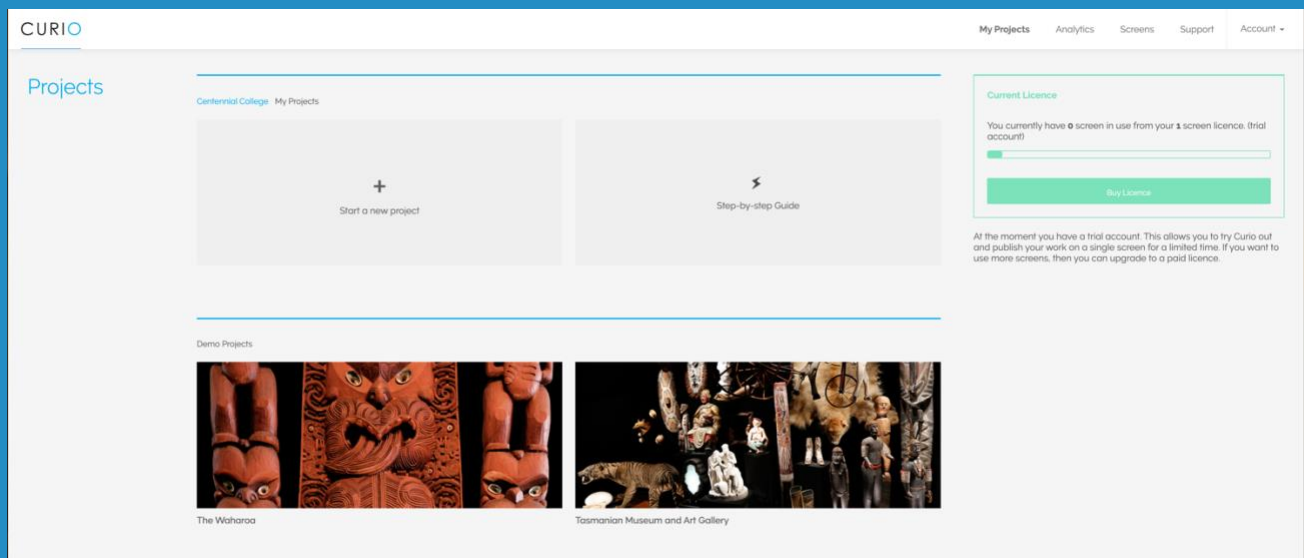 CURIO
My Projects Analytics Screens Support Account
Projects
Centennial College My Projects
Start a new project
Step-by-step Guide
Current Licence
You currently have 0 screen in use from your 1 screen licence. (trial
account)
Buy Licence
At the moment you have a trial account. This allows you to try Curio out
and publish your work on a single screen for a limited time. If you want to
use more screens, then you can upgrade to a paid licence.
Demo Projects
The Waharoa
Tasmanian Museum and Art Gallery